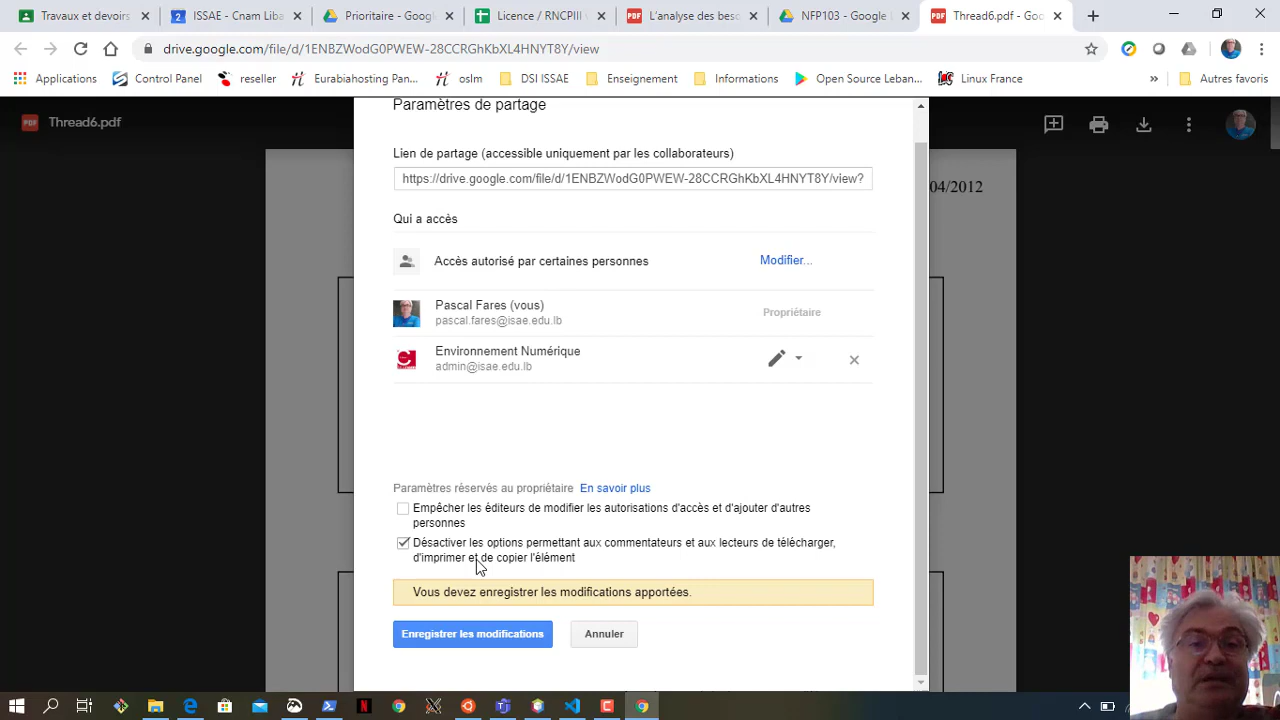 Travaux dirigés
ISSAE - Cnam Liba
Prioritaire - Google
Licence / RNCPIII
L'analyse des bes
NFP103 - Google
Thread6.pdf - Goo
drive.google.com/file/d/1ENBZWodG0PWEW-28CCRGhKbXL4HNYT8Y/view
Applications
Control Panel
reseller
Eurabiahosting Pan...
oslm
DSI ISSAE
Enseignement
Informations
Open Source Leban...
Linux France
»
Autres favoris
PDF Thread6.pdf
04/2012
Paramètres de partage
Lien de partage (accessible uniquement par les collaborateurs)
https://drive.google.com/file/d/1ENBZWodG0PWEW-28CCRGhKbXL4HNYT8Y/view?
Qui a accès
Accès autorisé par certaines personnes
Modifier...
Pascal Fares (vous)
pascal.fares@isae.edu.lb
Propriétaire
Environnement Numérique
admin@isae.edu.lb
Paramètres réservés au propriétaire En savoir plus
Empêcher les éditeurs de modifier les autorisations d'accès et d'ajouter d'autres
personnes
Désactiver les options permettant aux commentateurs et aux lecteurs de télécharger,
d'imprimer et de copier l'élément
Vous devez enregistrer les modifications apportées.
Enregistrer les modifications
Annuler